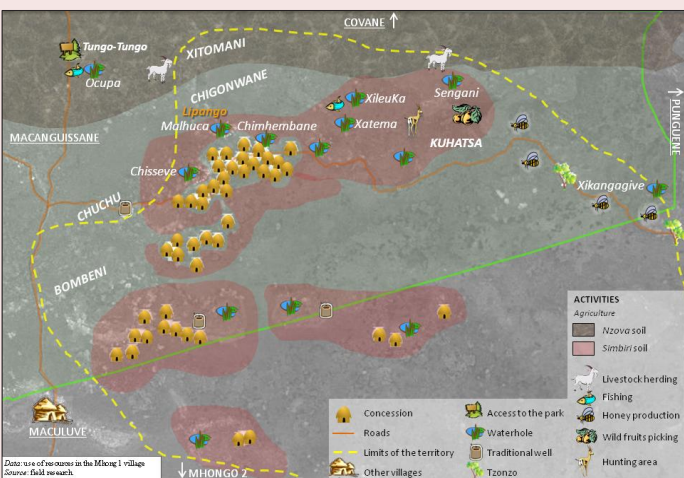 COVANE
Tungo-Tungo
XITOMANI
Ocupa
CHIGONWANE
Sengani
XileuKa
Lipango
Malhuca
Chimhembane
Xatema
MACANGUISSANE
KUHATSA
PUNGUENE
Chisseve
Xikangagive
CHUCHU
BOMBENI
MACULUVE
MHONGO 2
ACTIVITIES
Agriculture
Nzova soil
Simbiri soil
Livestock herding
Fishing
Honey production
Wild fruits picking
Hunting area
Concession
Roads
Limits of the territory
Other villages
Access to the park
Waterhole
Traditional well
Tzonzo
Data: use of resources in the Mhong 1 village
Source: field research.